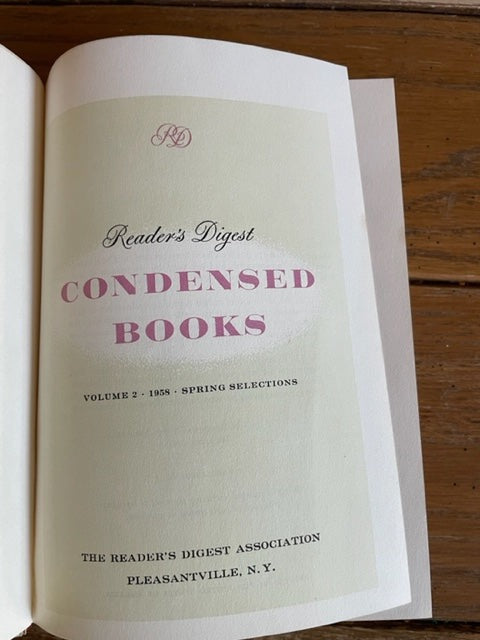 RD
Reader's Digest
CONDENSED
BOOKS
VOLUME 2 · 1958 · SPRING SELECTIONS
THE READER'S DIGEST ASSOCIATION
PLEASANTVILLE, N.Y.